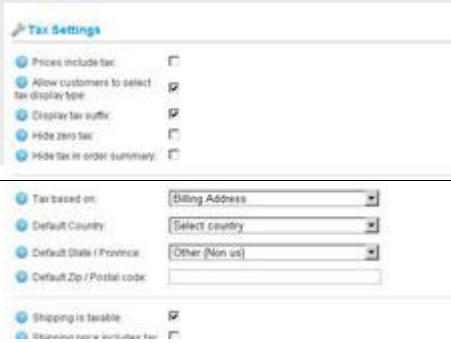 Tax Settings
Prices include tax:
Allow customers to select
tax display type:
Display tax suffix:
Hide zero tax:
Hide tax in order summary:
Tax based on: Billing Address
Default Country: Select country
Default State / Province: Other (Non us)
Default Zip / Postal code:
Shipping is taxable:
Shipping price includes tax: